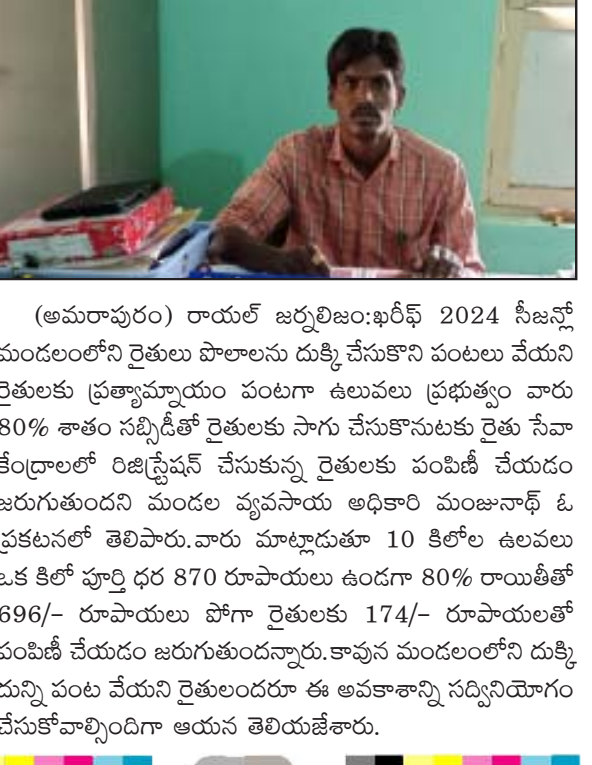 (అమరాపురం) రాయల్ జర్నలిజం:ఖరీఫ్ 2024 సీజన్లో
మండలంలోని రైతులు పొలాలను దుక్కి చేసుకొని పంటలు వేయని
రైతులకు ప్రత్యామ్నాయం పంటగా ఉలువలు ప్రభుత్వం వారు
80% శాతం సబ్సిడీతో రైతులకు సాగు చేసుకొనుటకు రైతు సేవా
కేంద్రాలలో రిజిస్ట్రేషన్ చేసుకున్న రైతులకు పంపిణీ చేయడం
జరుగుతుందని మండల వ్యవసాయ అధికారి మంజునాథ్ ఓ
ప్రకటనలో తెలిపారు.వారు మాట్లాడుతూ 10 కిలోల ఉలవలు
ఒక కిలో పూర్తి ధర 870 రూపాయలు ఉండగా 80% రాయితీతో
696/- రూపాయలు పోగా రైతులకు 174/- రూపాయలతో
పంపిణీ చేయడం జరుగుతుందన్నారు.కావున మండలంలోని దుక్కి
దున్ని పంట వేయని రైతులందరూ ఈ అవకాశాన్ని సద్వినియోగం
చేసుకోవాల్సిందిగా ఆయన తెలియజేశారు.